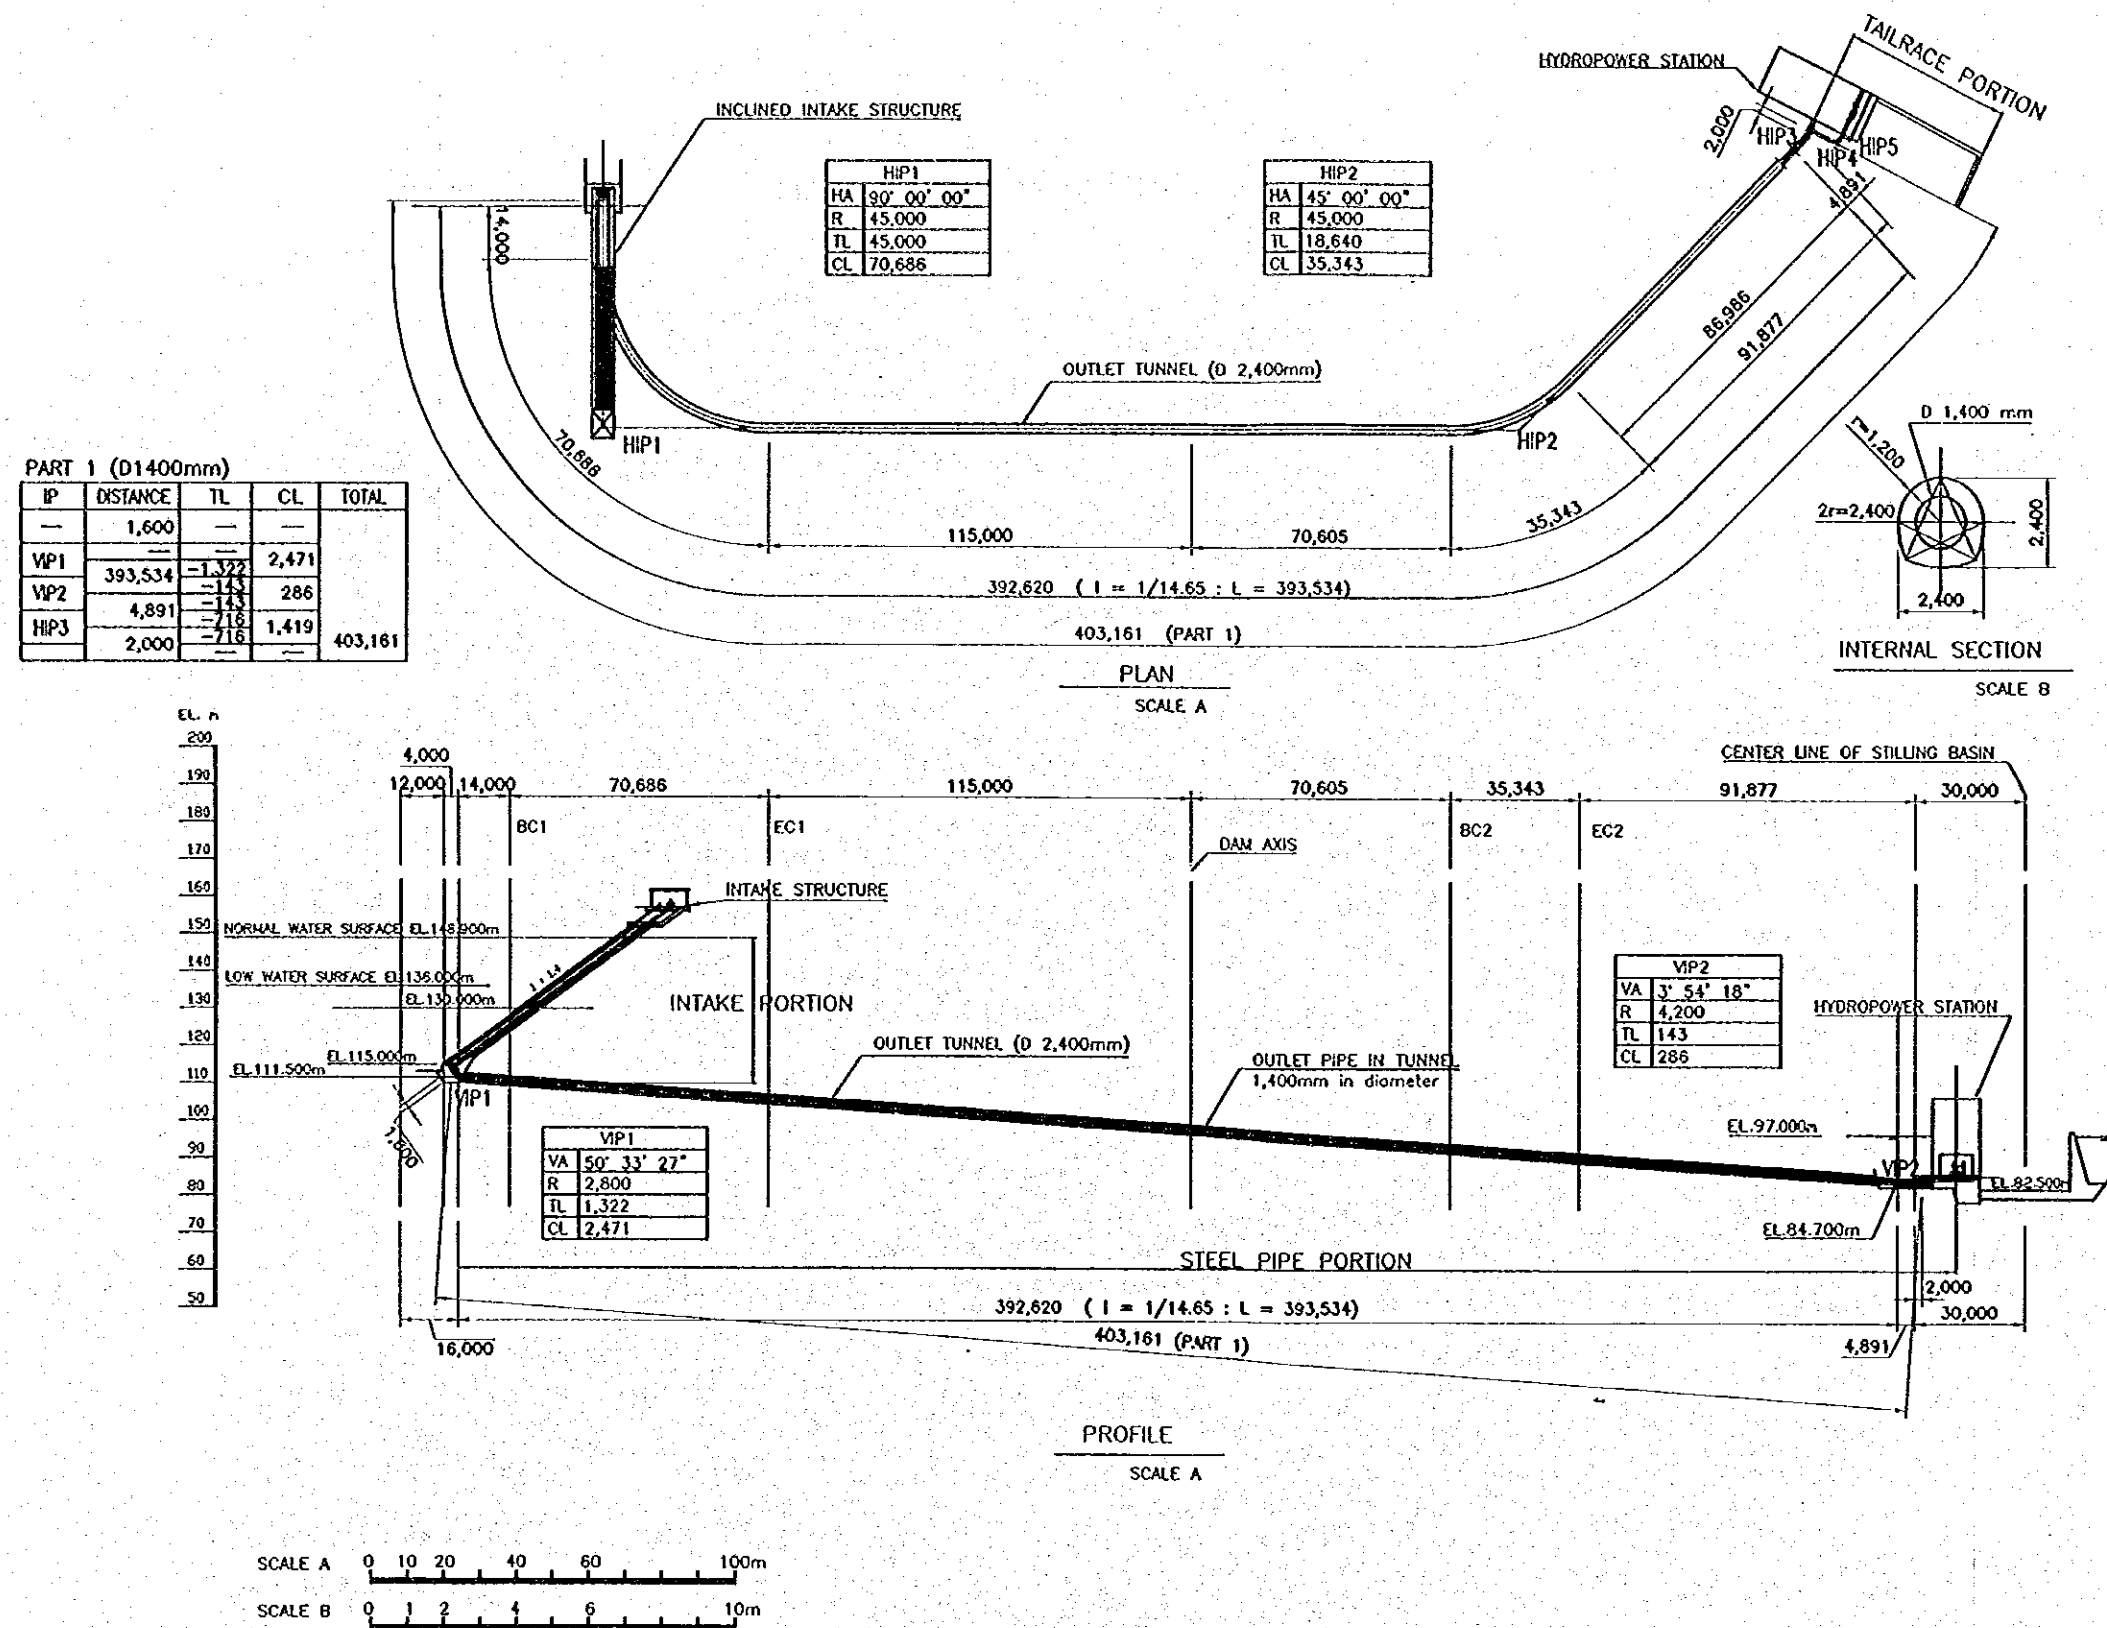 TAILRACE PORTION
HYDROPOWER STATION
INCLINED INTAKE STRUCTURE
2,000
HIP3
HIP4
HIP5
4,891
14,000
HIP1
HA 90° 00' 00"
R 45,000
TL 45,000
CL 70,686
HIP2
HA 45° 00' 00"
R 45,000
TL 18,640
CL 35,343
86,986
91,877
OUTLET TUNNEL (D 2,400mm)
HIP1
HIP2
70,686
115,000
70,605
35,343
392,620 ( I = 1/14.65 : L = 393,534)
403,161 (PART 1)
PLAN
SCALE A
D 1,400 mm
r=1,200
2r=2,400
2,400
2,400
INTERNAL SECTION
SCALE B
PART 1 (D1400mm)
IP DISTANCE TL CL TOTAL
— 1,600 — —
VIP1 — — 2,471
393,534 -1,322
VIP2 -143 286
4,891 -143
HIP3 -716 1,419
2,000 -716 403,161
— —
EL. m
200
190
180
170
160
150
140
130
120
110
100
90
80
70
60
50
4,000
12,000 14,000 70,686 115,000 70,605 35,343 91,877 30,000
CENTER LINE OF STILLING BASIN
BC1
EC1
DAM AXIS
BC2
EC2
INTAKE STRUCTURE
NORMAL WATER SURFACE EL.148.900m
LOW WATER SURFACE EL.136.000m
EL.130.000m
1 : 1.4
INTAKE PORTION
EL.115.000m
EL.111.500m
VIP1
1,800
OUTLET TUNNEL (D 2,400mm)
OUTLET PIPE IN TUNNEL
1,400mm in diameter
VIP2
VA 3° 54' 18"
R 4,200
TL 143
CL 286
HYDROPOWER STATION
EL.97.000m
VIP2
EL.82.500m
EL.84.700m
VIP1
VA 50° 33' 27"
R 2,800
TL 1,322
CL 2,471
STEEL PIPE PORTION
2,000
392,620 ( I = 1/14.65 : L = 393,534)
30,000
403,161 (PART 1)
16,000
4,891
PROFILE
SCALE A
SCALE A 0 10 20 40 60 100m
SCALE B 0 1 2 4 6 10m